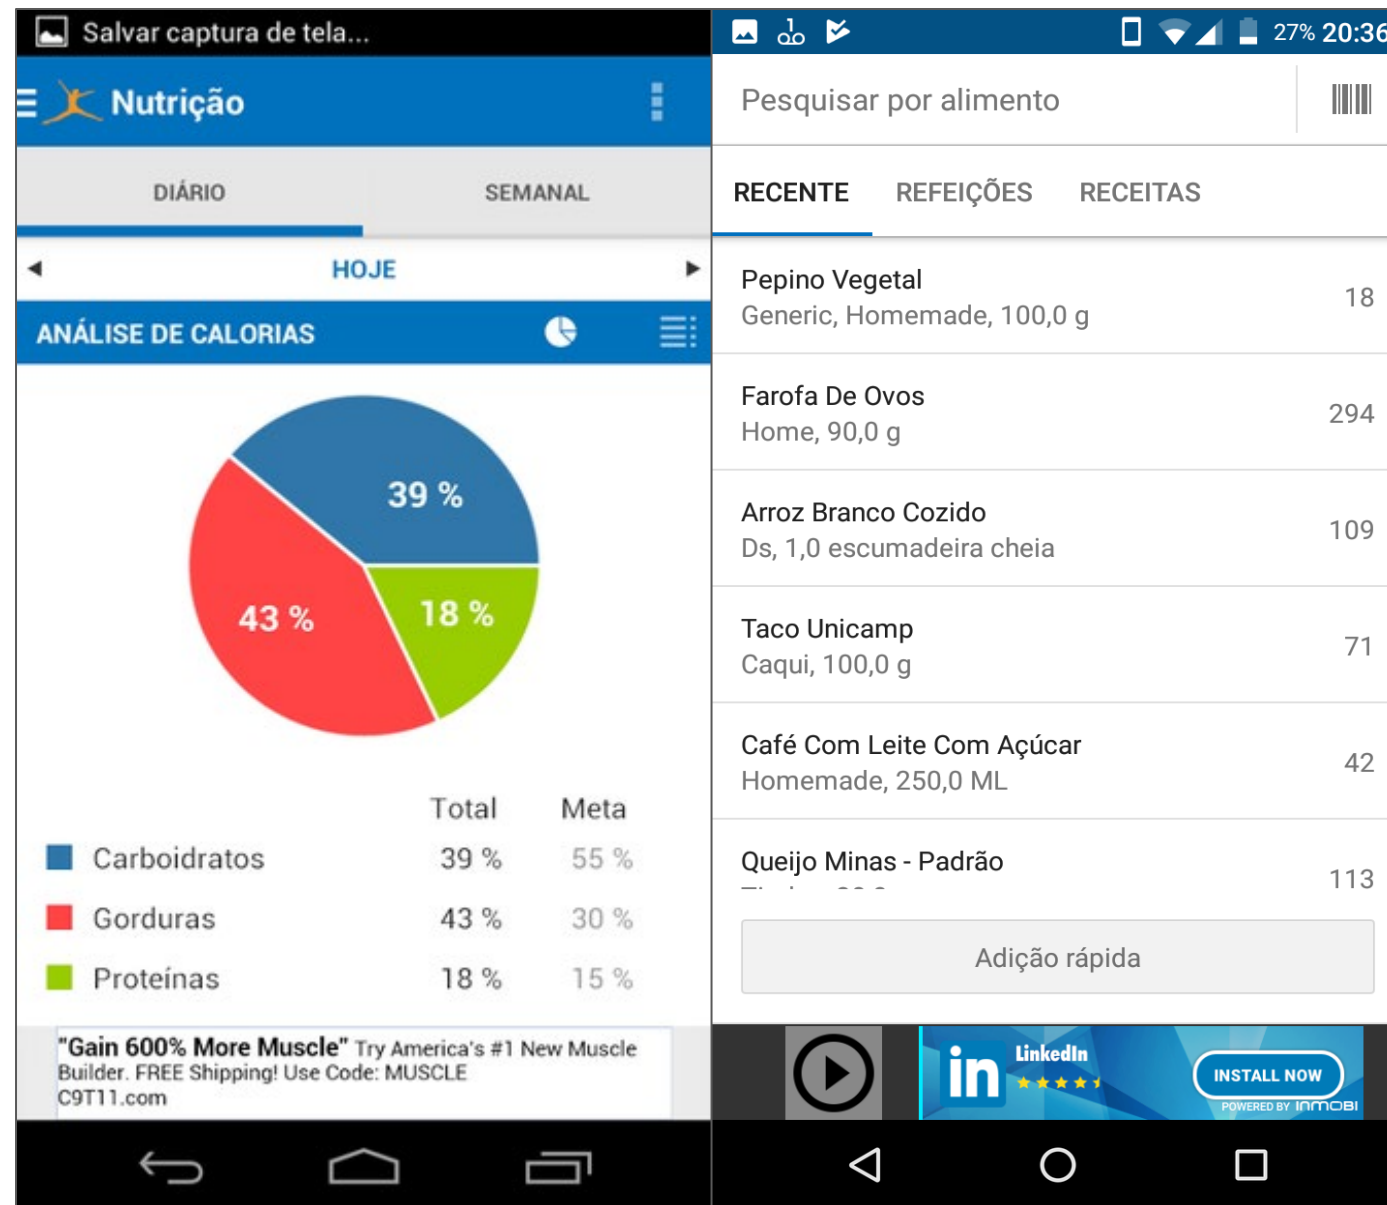 Salvar captura de tela...
Nutrição
DIÁRIO SEMANAL
HOJE
ANÁLISE DE CALORIAS
39 %
43 %
18 %
Total Meta
Carboidratos 39 % 55 %
Gorduras 43 % 30 %
Proteínas 18 % 15 %
"Gain 600% More Muscle" Try America's #1 New Muscle
Builder. FREE Shipping! Use Code: MUSCLE
C9T11.com
27% 20:36
Pesquisar por alimento
RECENTE REFEIÇÕES RECEITAS
Pepino Vegetal
18
Generic, Homemade, 100,0 g
Farofa De Ovos
294
Home, 90,0 g
Arroz Branco Cozido
109
Ds, 1,0 escumadeira cheia
Taco Unicamp
71
Caqui, 100,0 g
Café Com Leite Com Açúcar
42
Homemade, 250,0 ML
Queijo Minas - Padrão
113
Adição rápida
in LinkedIn
INSTALL NOW
POWERED BY INMOBI